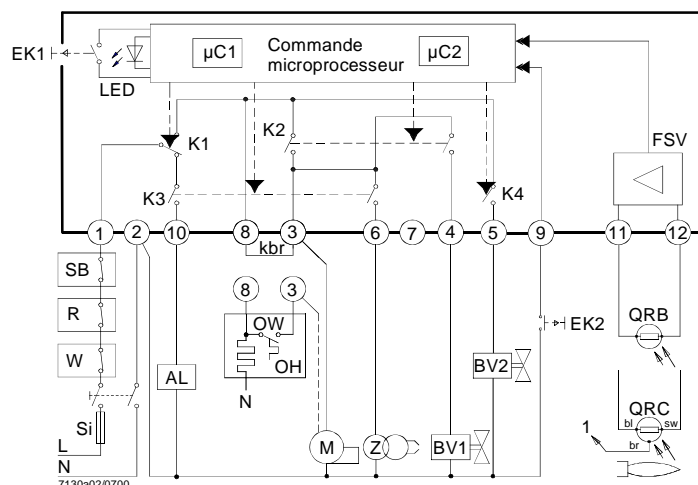 EK1
LED
µC1
Commande
microprocesseur
µC2
FSV
K1
K2
K3
K4
1
2
10
8
3
6
7
4
5
9
11
12
kbr
SB
R
W
Si
L
N
AL
8
3
OW
OH
N
M
Z
BV1
BV2
EK2
QRB
QRC
bl
sw
br
1
7130a02/0700